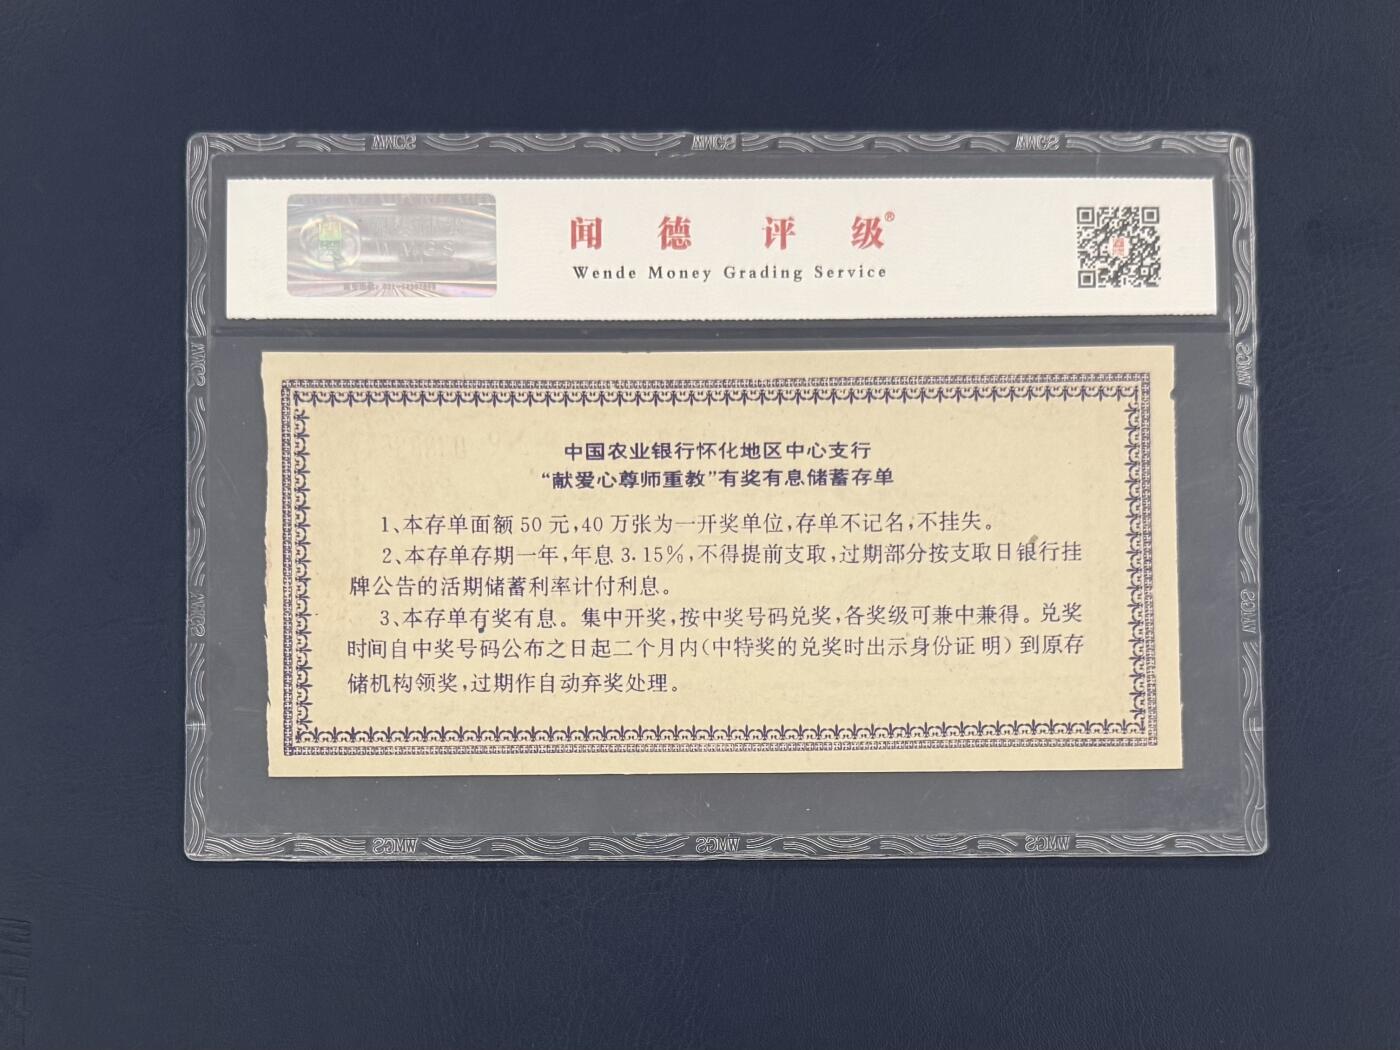 WMGS WMGS WMGS
闻德评级®
Wende Money Grading Service
WMGS
中国农业银行怀化地区中心支行
“献爱心尊师重教”有奖有息储蓄存单
1、本存单面额50元,40万张为一开奖单位,存单不记名,不挂失。
2、本存单存期一年,年息3.15%,不得提前支取,过期部分按支取日银行挂
牌公告的活期储蓄利率计付利息。
3、本存单有奖有息。集中开奖,按中奖号码兑奖,各奖级可兼中兼得。兑奖
时间自中奖号码公布之日起二个月内(中特奖的兑奖时出示身份证明)到原存
储机构领奖,过期作自动弃奖处理。
WMGS WMGS WMGS